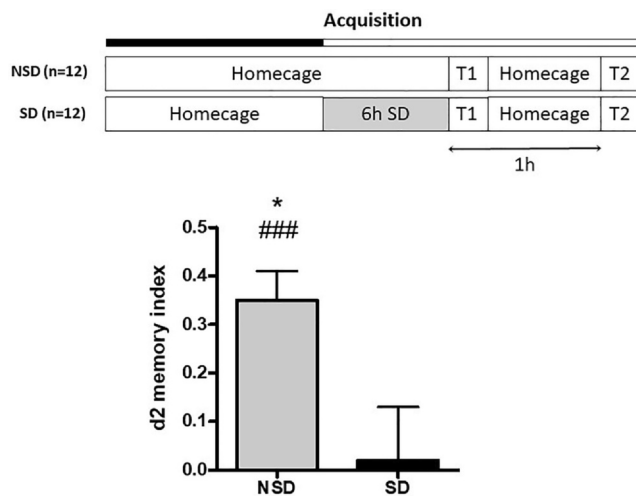 Acquisition
NSD (n=12) Homecage T1 Homecage T2
SD (n=12) Homecage 6h SD T1 Homecage T2
1h
*
###
0.5
0.4
0.3
0.2
0.1
0.0
d2 memory index
NSD SD